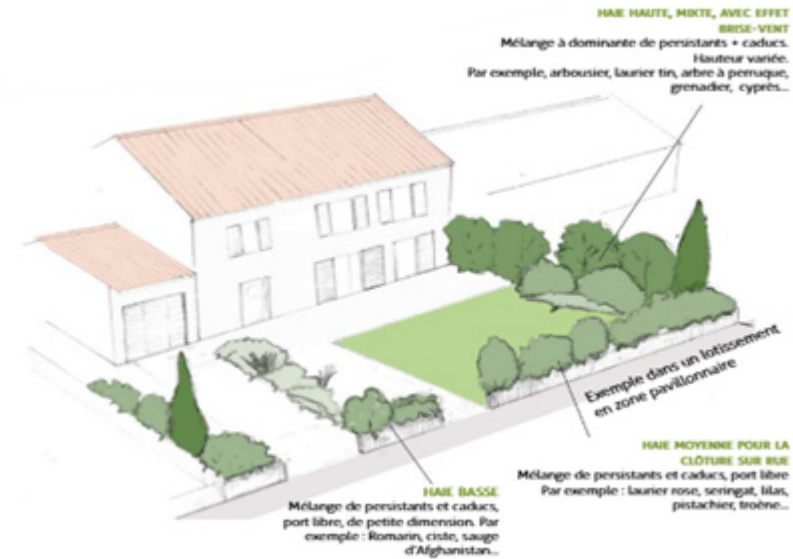 HAIE HAUTE, MIXTE, AVEC EFFET
BRISE-VENT
Mélange à dominante de persistants + caducs.
Hauteur variée.
Par exemple, arbousier, laurier tin, arbre à perruque,
grenadier, cyprès...
Exemple dans un lotissement
en zone pavillonnaire
HAIE MOYENNE POUR LA
CLÔTURE SUR RUE
Mélange de persistants et caducs, port libre
Par exemple : laurier rose, seringat, lilas,
pistachier, troène...
HAIE BASSE
Mélange de persistants et caducs,
port libre, de petite dimension. Par
exemple : Romarin, ciste, sauge
d'Afghanistan...